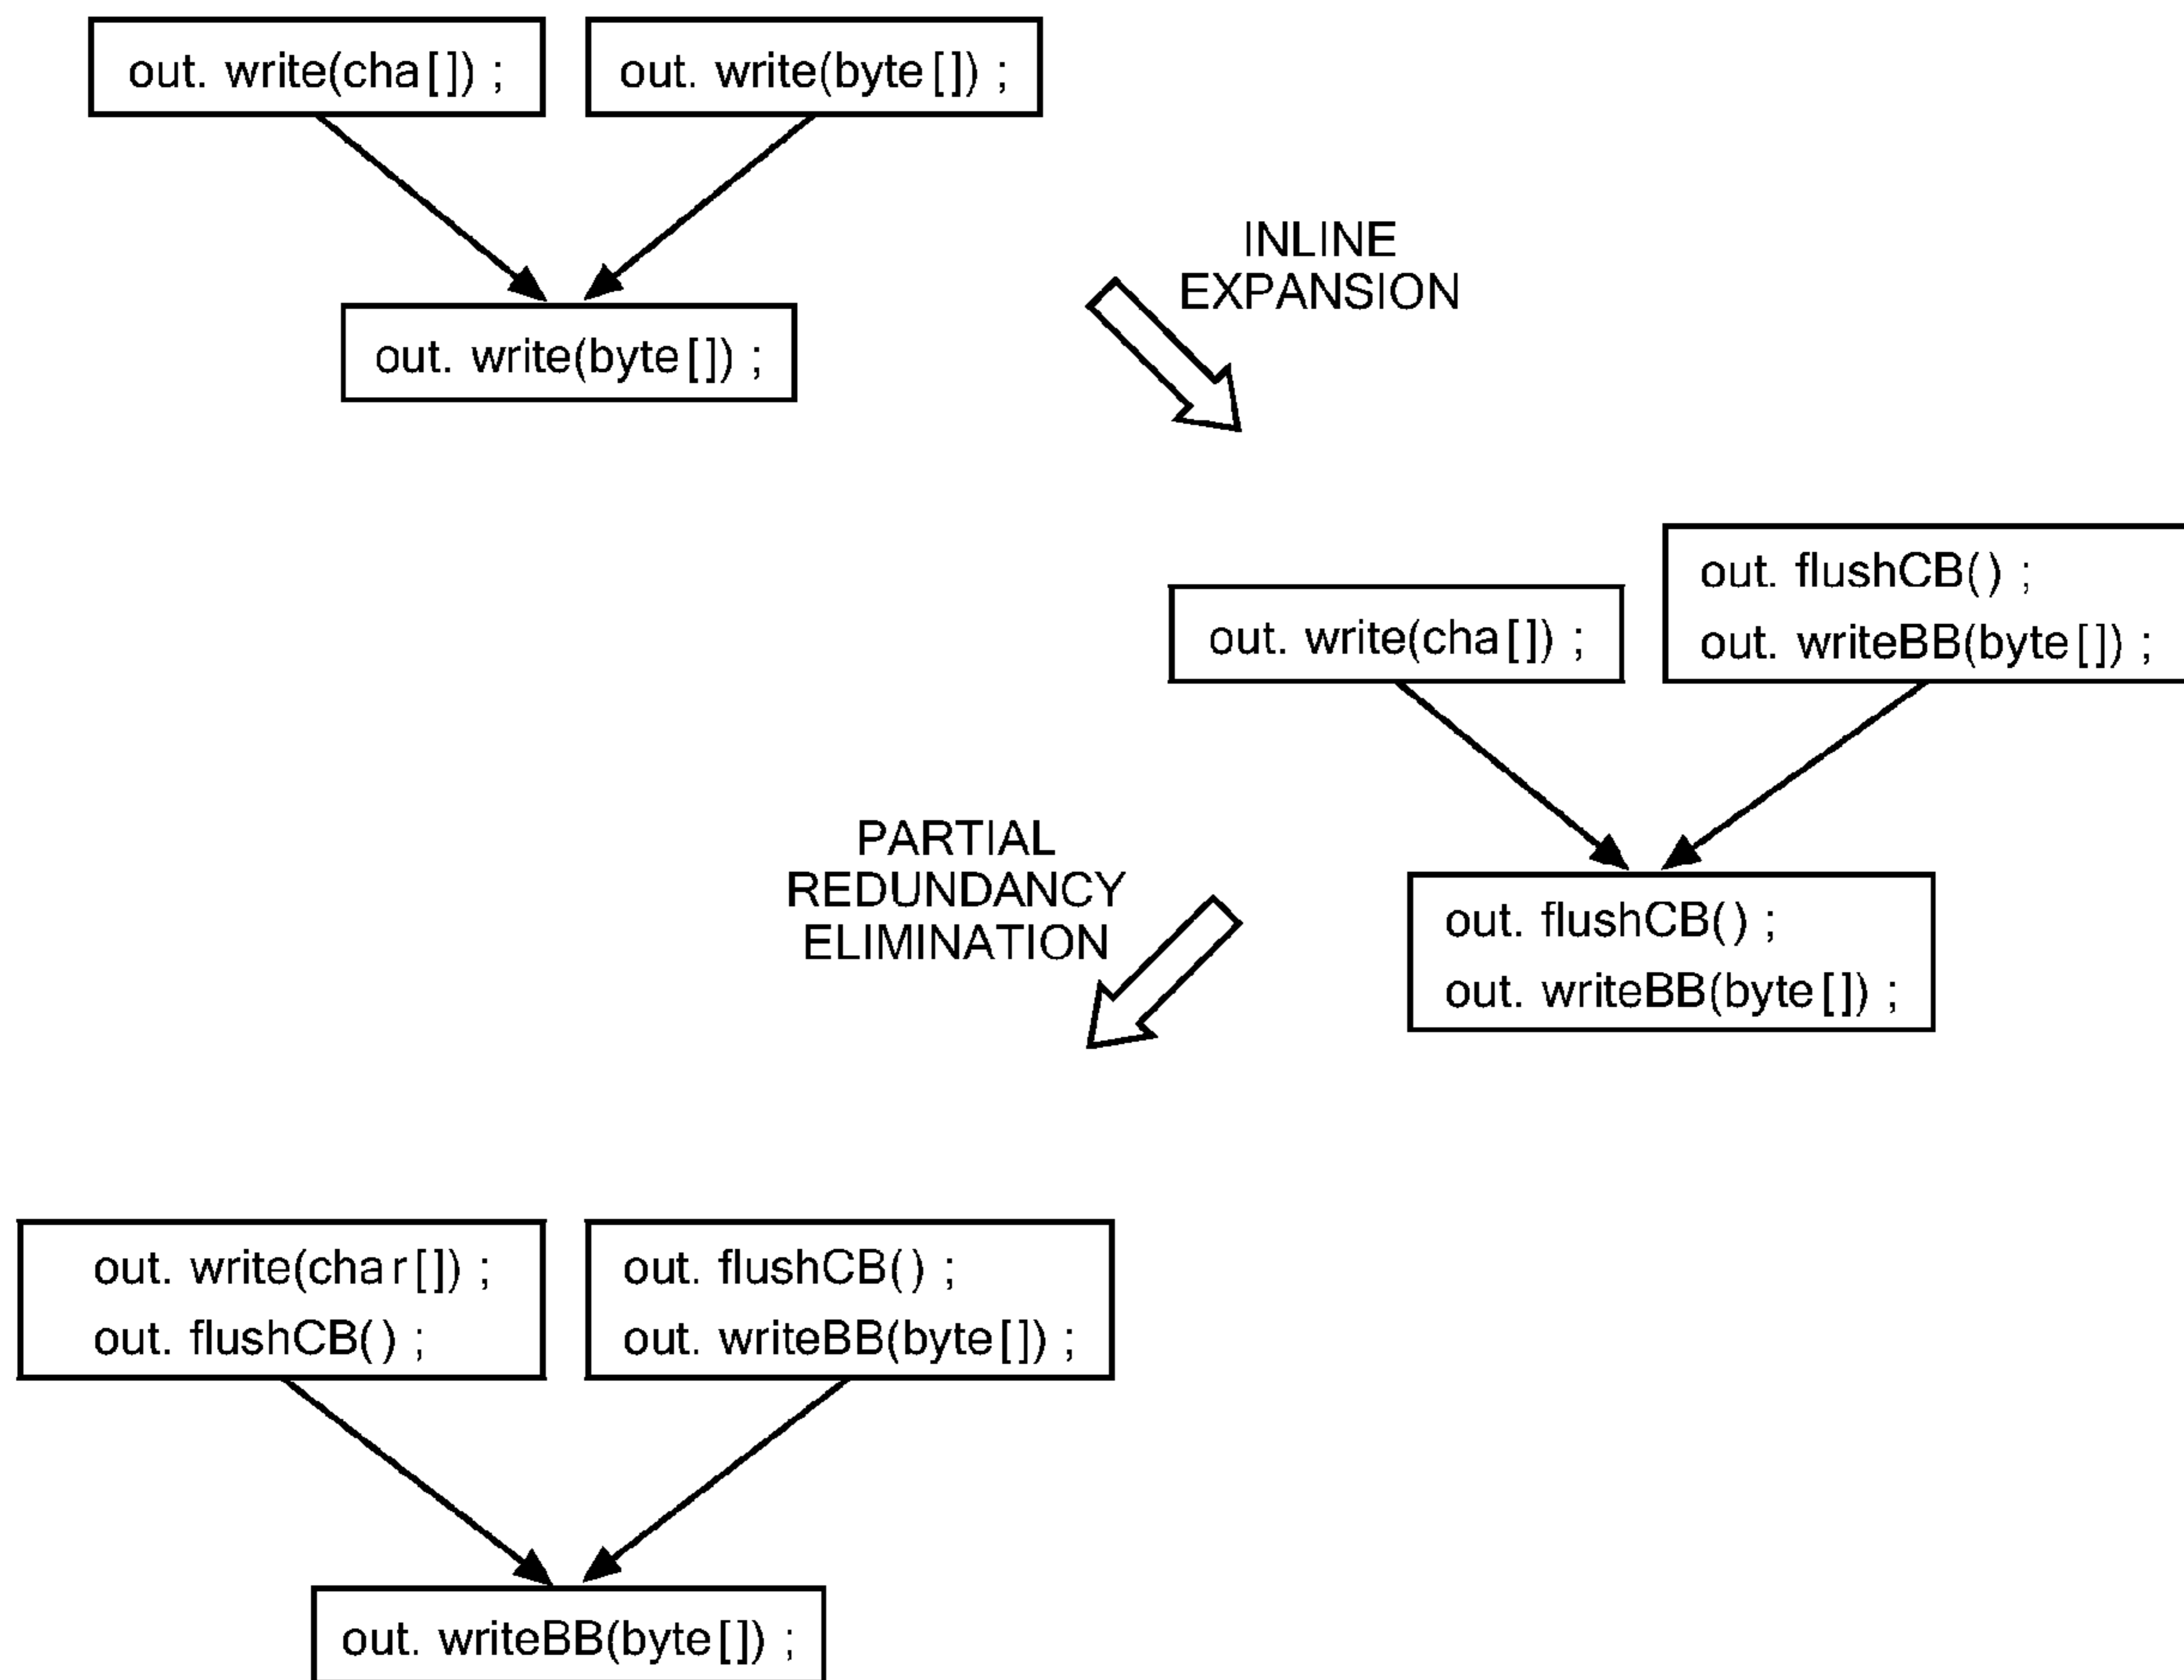 out. write(cha[]) ;
out. write(byte[]) ;
out. write(byte[]) ;
INLINE
EXPANSION
out. write(cha[]) ;
out. flushCB() ;
out. writeBB(byte[]) ;
out. flushCB() ;
out. writeBB(byte[]) ;
PARTIAL
REDUNDANCY
ELIMINATION
out. write(char[]) ;
out. flushCB() ;
out. flushCB() ;
out. writeBB(byte[]) ;
out. writeBB(byte[]) ;